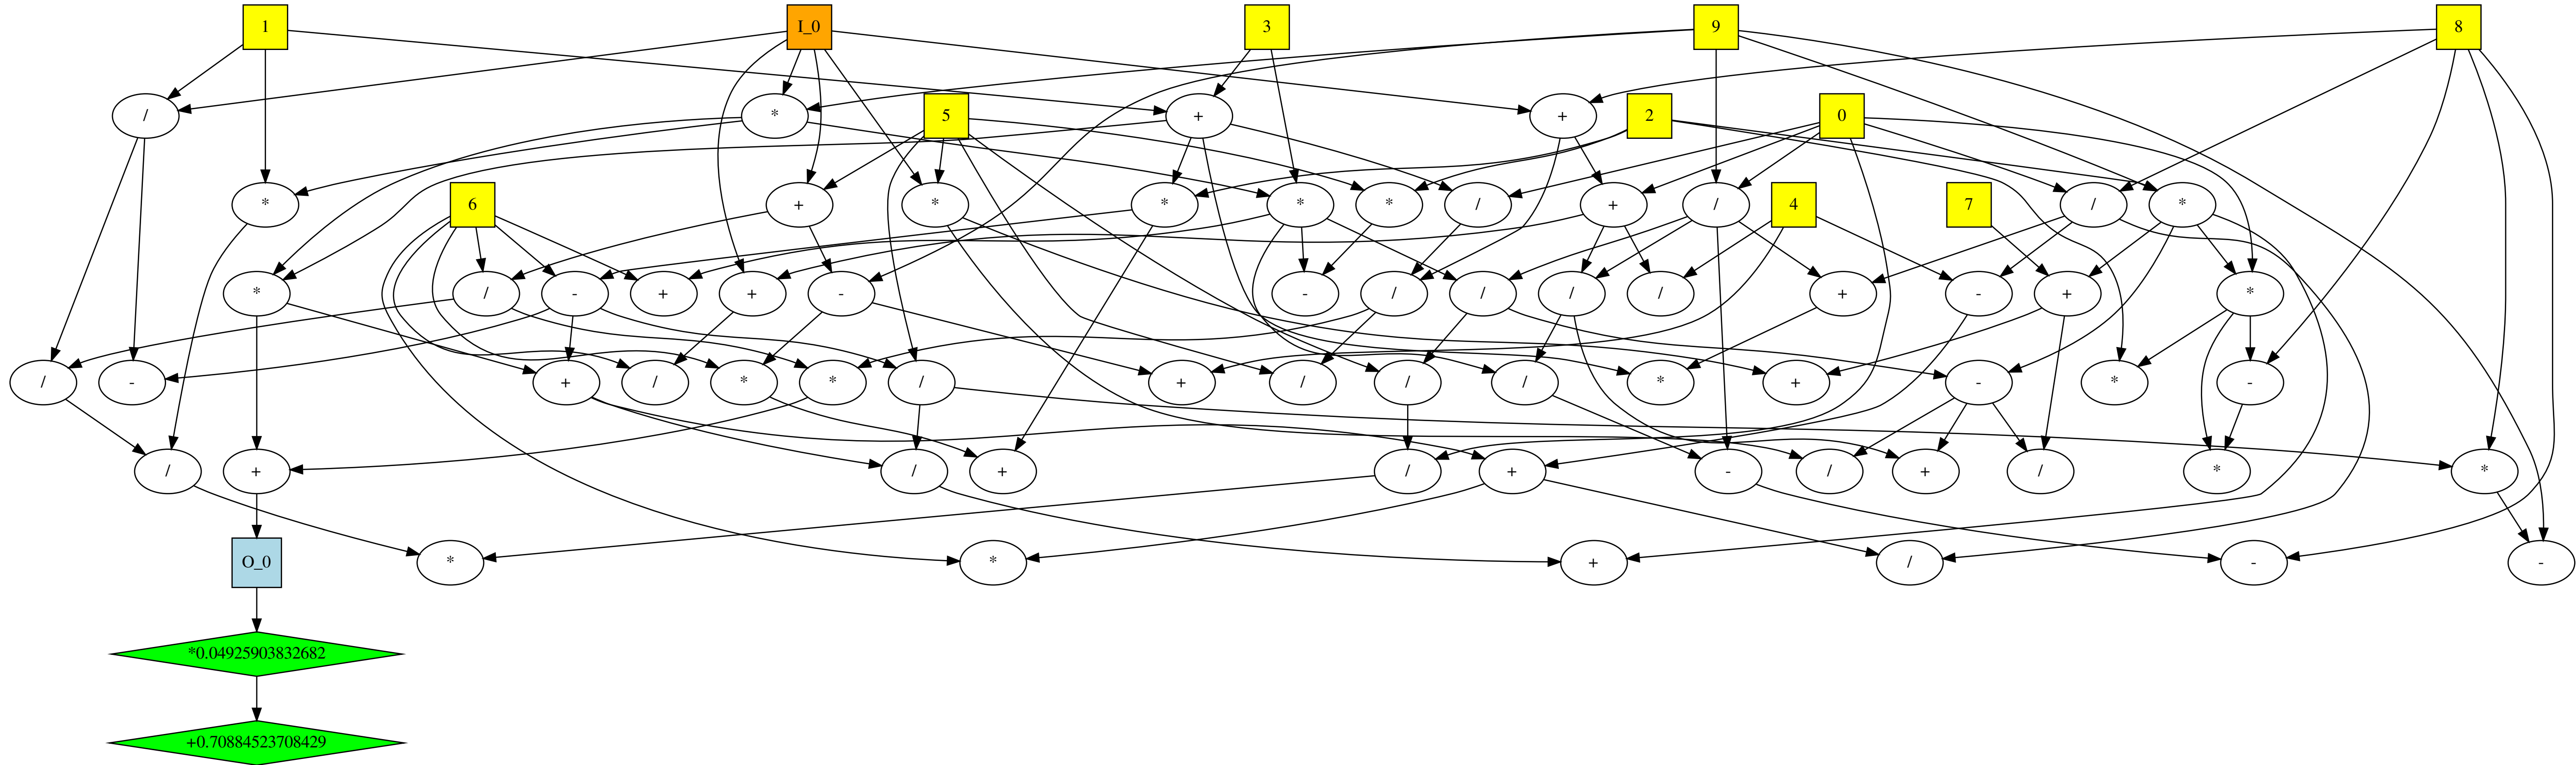 1 I_0 3 9 8
/ * 5 + + 2 0
* 6 + * * * * / + / 4 7 / *
* / - + + - - / / / / + - + *
/ - + / * * / + / / / * + - * -
/ + / + / + - / + / * *
O_0 * * + / - -
*0.04925903832682
+0.70884523708429